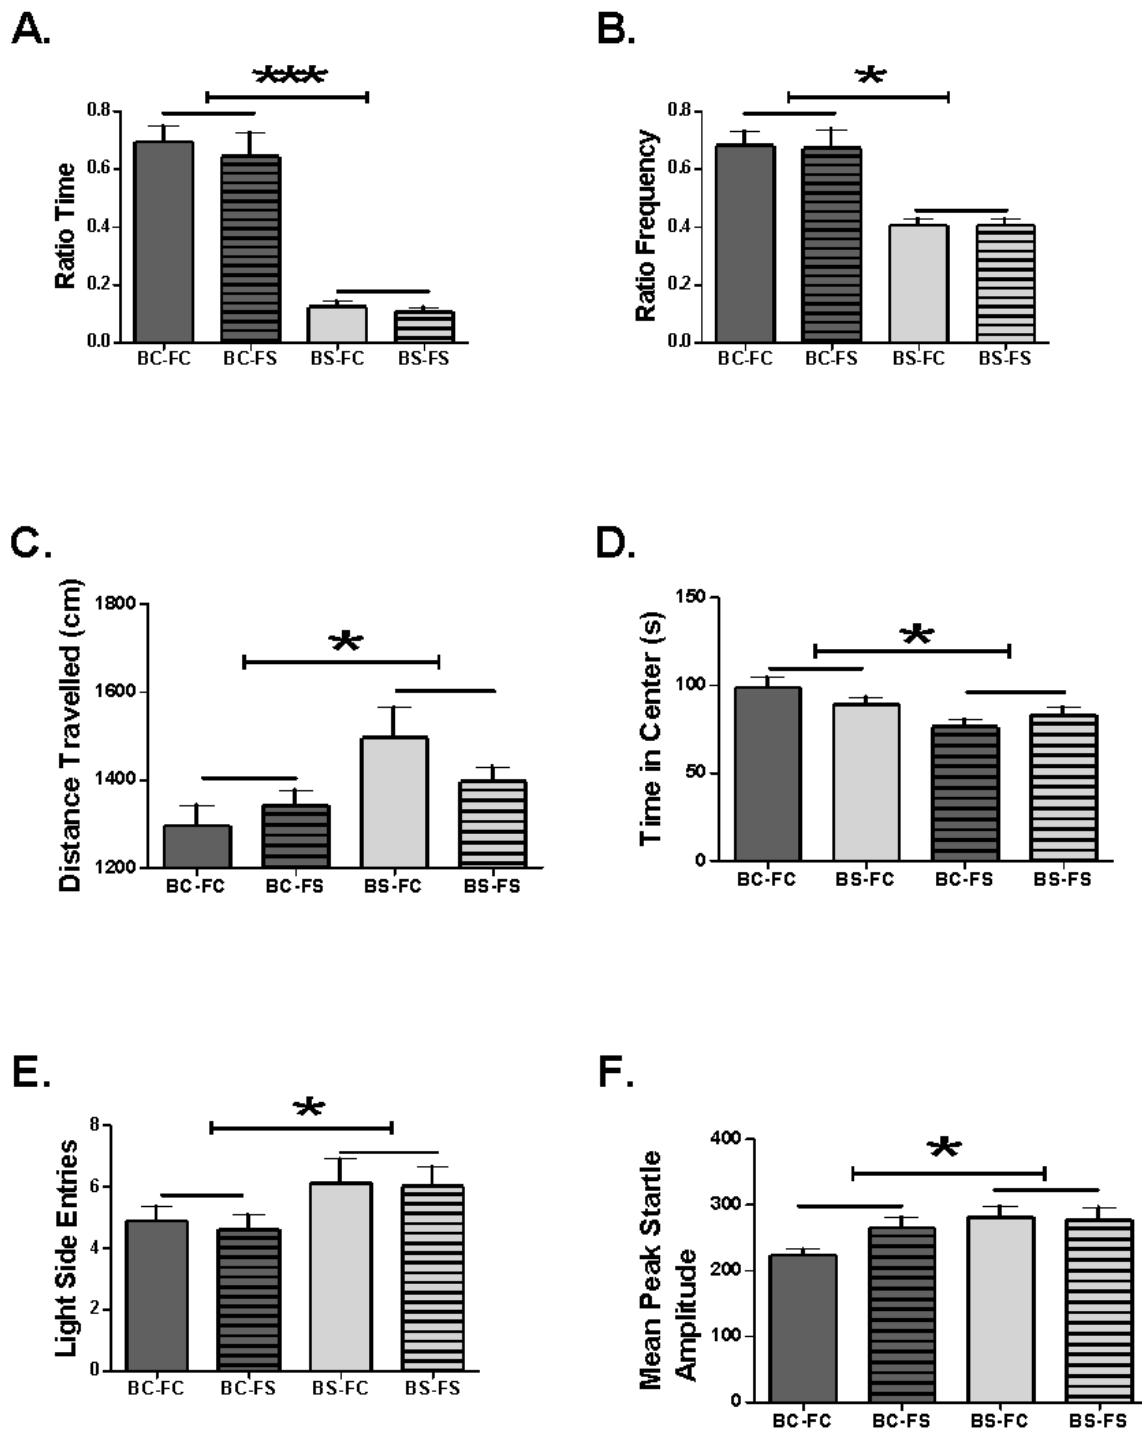 A.
***
Ratio Time
0.8
0.6
0.4
0.2
0.0
BC-FC BC-FS BS-FC BS-FS
B.
*
Ratio Frequency
0.8
0.6
0.4
0.2
0.0
BC-FC BC-FS BS-FC BS-FS
C.
*
Distance Travelled (cm)
1800
1600
1400
1200
BC-FC BC-FS BS-FC BS-FS
D.
*
Time in Center (s)
150
100
50
0
BC-FC BS-FC BC-FS BS-FS
E.
*
Light Side Entries
8
6
4
2
0
BC-FC BC-FS BS-FC BS-FS
F.
*
Mean Peak Startle
Amplitude
400
300
200
100
0
BC-FC BC-FS BS-FC BS-FS